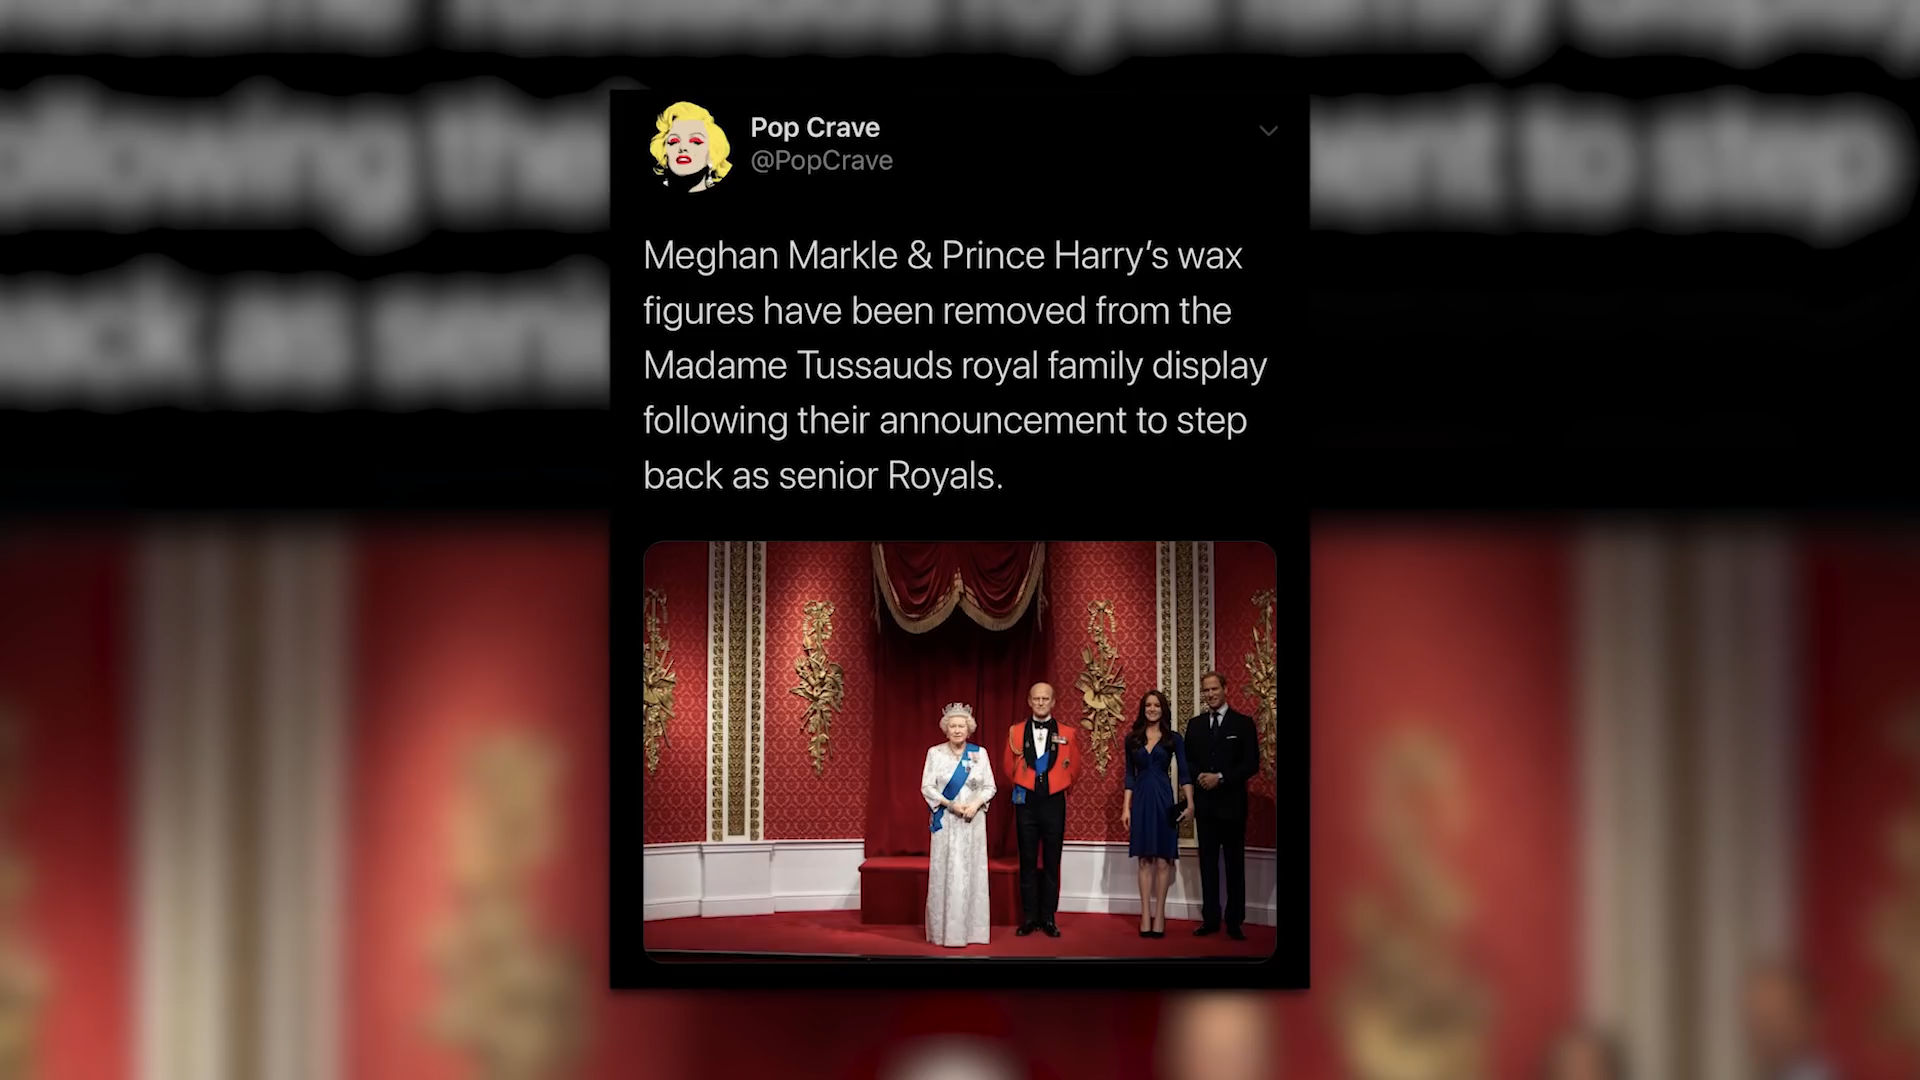 Pop Crave
@PopCrave
Meghan Markle & Prince Harry's wax
figures have been removed from the
Madame Tussauds royal family display
following their announcement to step
back as senior Royals.